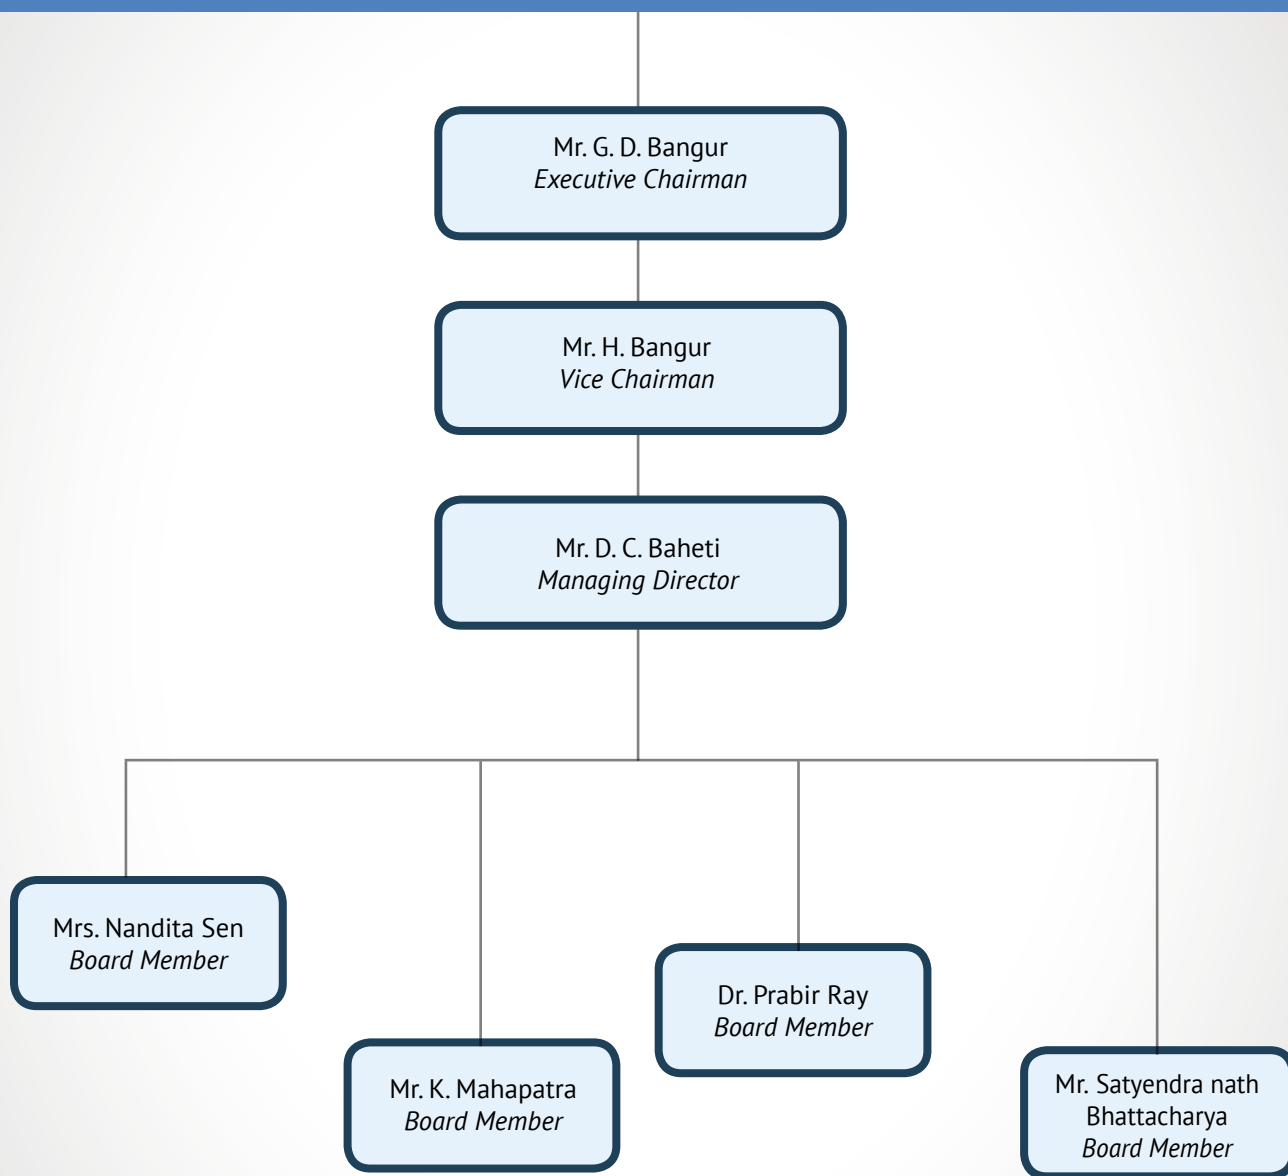 Mr. G. D. Bangur
Executive Chairman
Mr. H. Bangur
Vice Chairman
Mr. D. C. Baheti
Managing Director
Mrs. Nandita Sen
Board Member
Mr. K. Mahapatra
Board Member
Dr. Prabir Ray
Board Member
Mr. Satyendra nath
Bhattacharya
Board Member